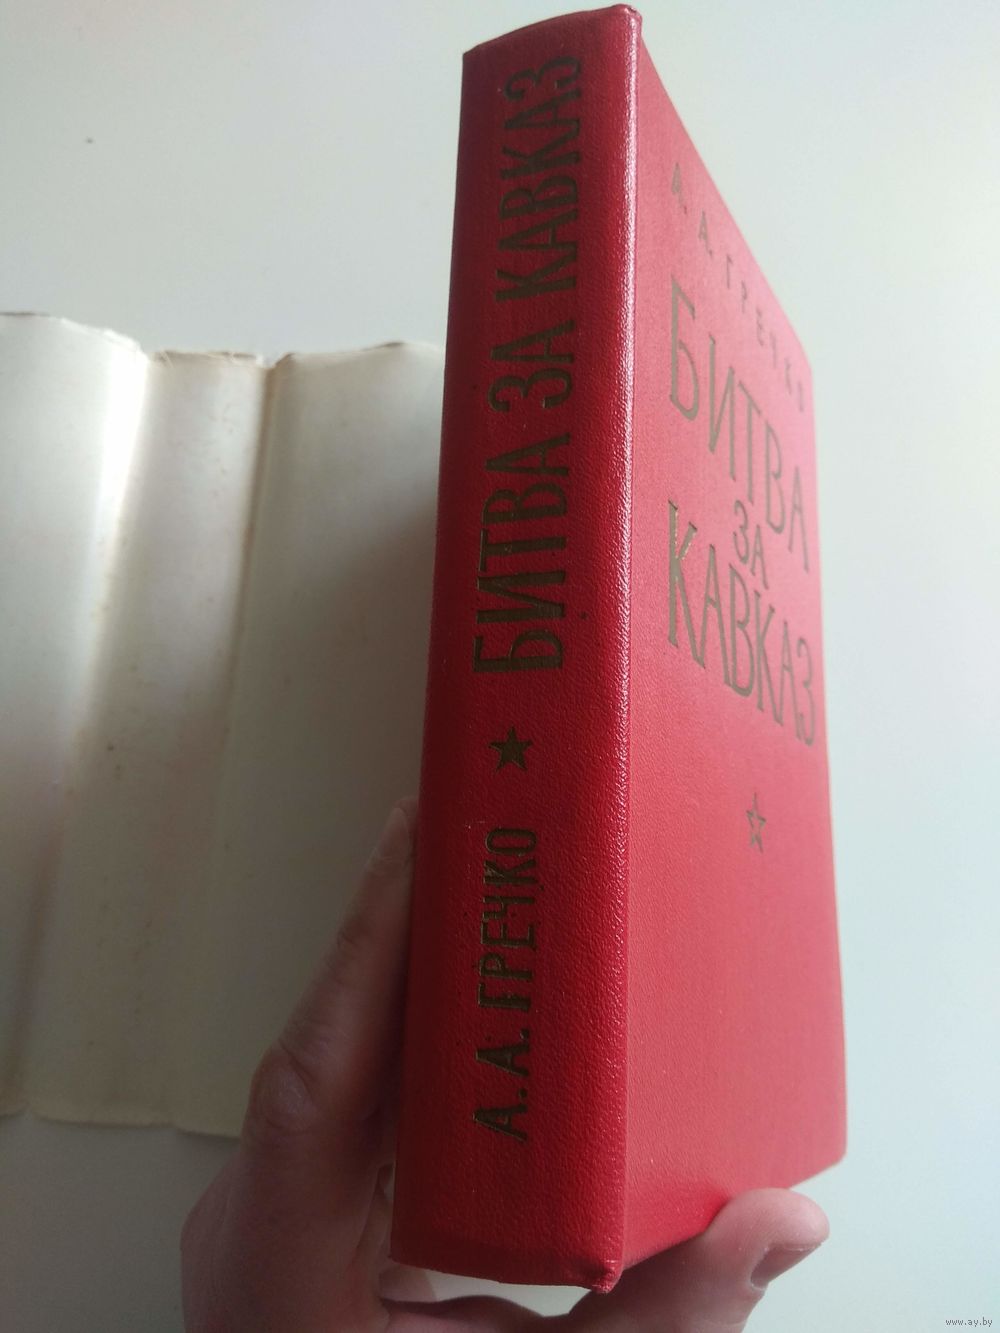 А. А. ГРЕЧКО ★ БИТВА ЗА КАВКАЗ
А. А. ГРЕЧКО
БИТВА
ЗА
КАВКАЗ
www.ay.by